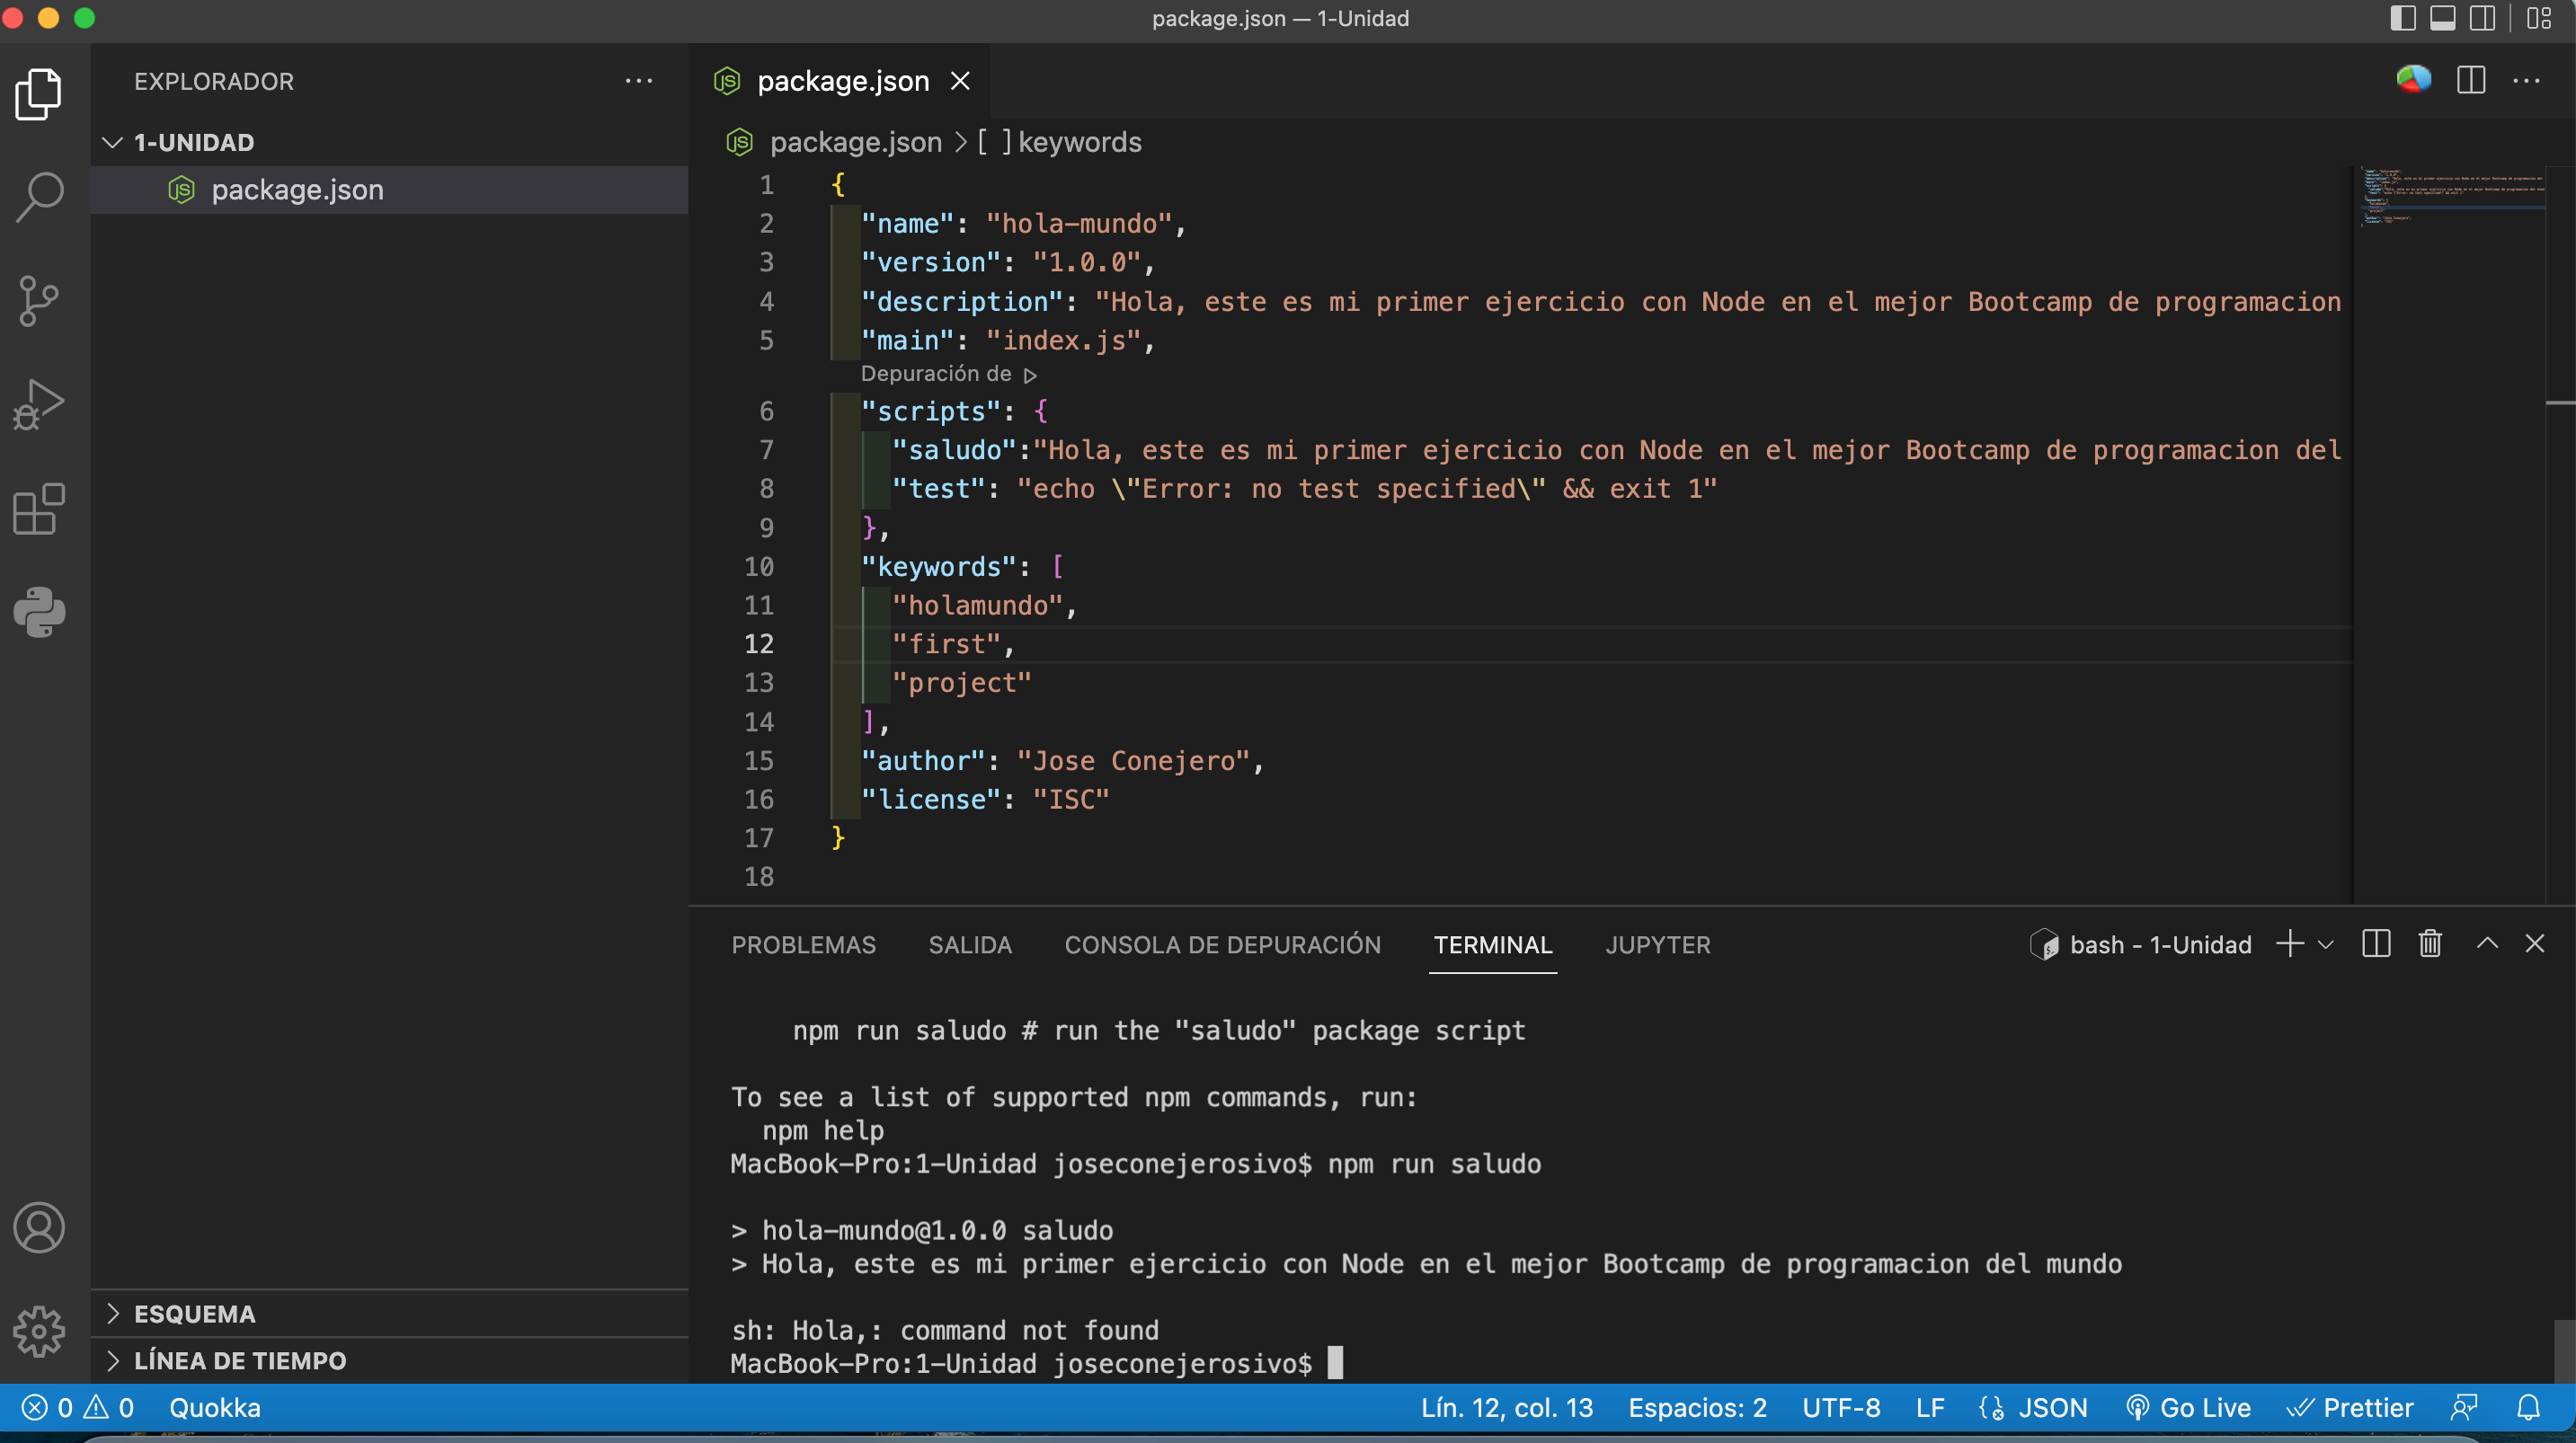 package.json — 1-Unidad
EXPLORADOR
1-UNIDAD
package.json
ESQUEMA
LÍNEA DE TIEMPO
package.json
package.json > [ ] keywords
1 {
2 "name": "hola-mundo",
3 "version": "1.0.0",
4 "description": "Hola, este es mi primer ejercicio con Node en el mejor Bootcamp de programacion
5 "main": "index.js",
Depuración de
6 "scripts": {
7 "saludo":"Hola, este es mi primer ejercicio con Node en el mejor Bootcamp de programacion del
8 "test": "echo \"Error: no test specified\" && exit 1"
9 },
10 "keywords": [
11 "holamundo",
12 "first",
13 "project"
14 ],
15 "author": "Jose Conejero",
16 "license": "ISC"
17 }
18
PROBLEMAS SALIDA CONSOLA DE DEPURACIÓN TERMINAL JUPYTER bash - 1-Unidad
npm run saludo # run the "saludo" package script
To see a list of supported npm commands, run:
npm help
MacBook-Pro:1-Unidad joseconejerosivo$ npm run saludo
> hola-mundo@1.0.0 saludo
> Hola, este es mi primer ejercicio con Node en el mejor Bootcamp de programacion del mundo
sh: Hola,: command not found
MacBook-Pro:1-Unidad joseconejerosivo$
0 0 Quokka Lín. 12, col. 13 Espacios: 2 UTF-8 LF JSON Go Live Prettier